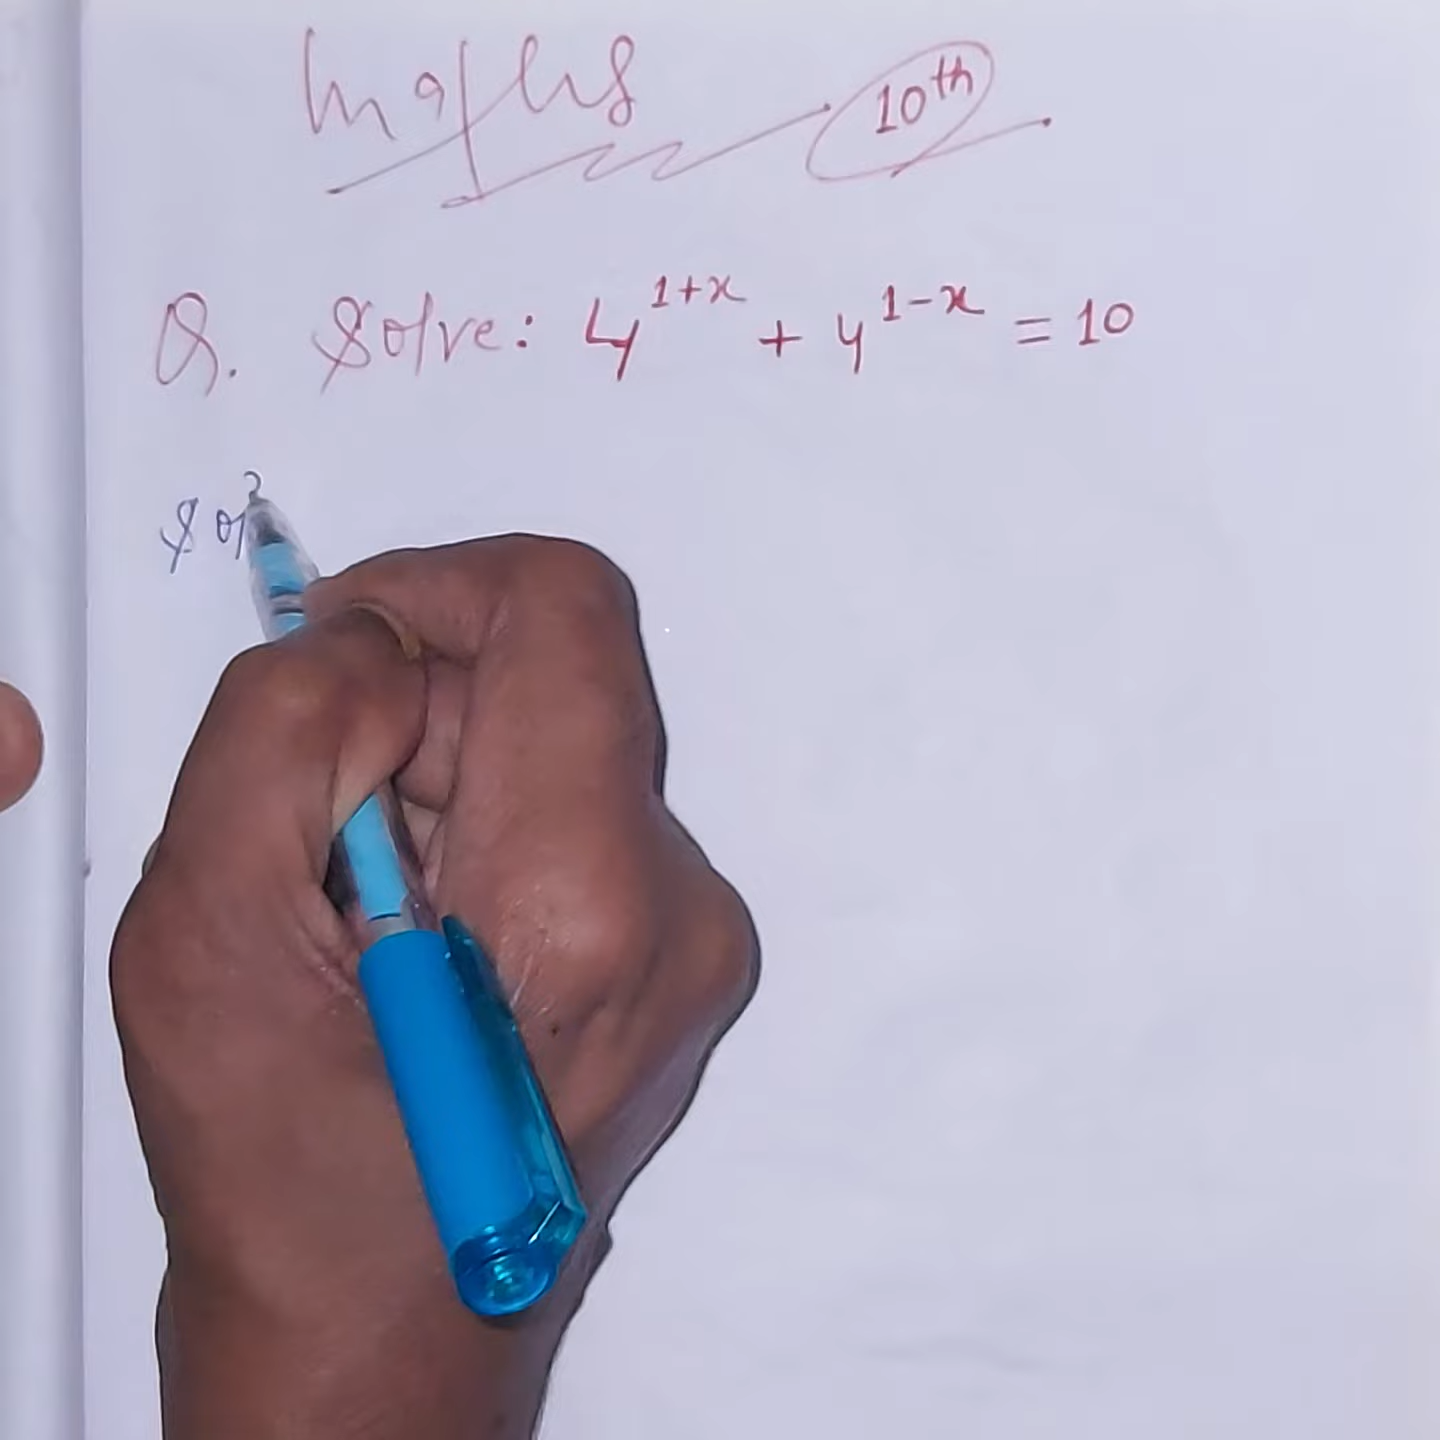 Maths 10th
Q. Solve: 4^{1+x} + 4^{1-x} = 10
Sol